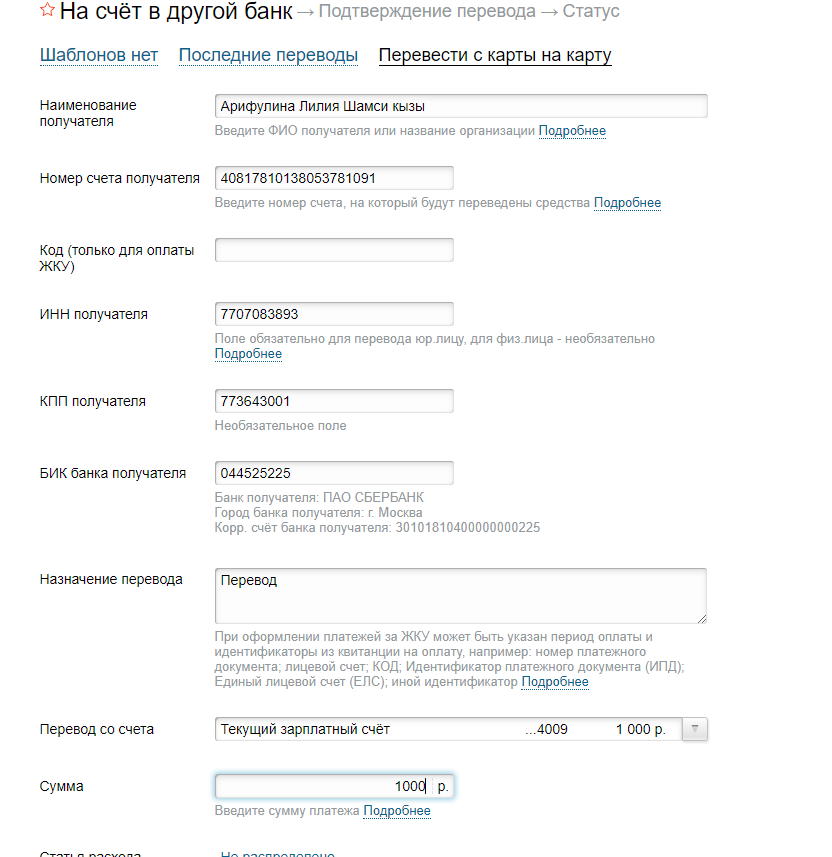 На счёт в другой банк → Подтверждение перевода → Статус
Шаблонов нет Последние переводы Перевести с карты на карту
Наименование
получателя
Арифулина Лилия Шамси кызы
Введите ФИО получателя или название организации Подробнее
Номер счета получателя
40817810138053781091
Введите номер счета, на который будут переведены средства Подробнее
Код (только для оплаты
ЖКУ)
ИНН получателя
7707083893
Поле обязательно для перевода юр.лицу, для физ.лица - необязательно
Подробнее
КПП получателя
773643001
Необязательное поле
БИК банка получателя
044525225
Банк получателя: ПАО СБЕРБАНК
Город банка получателя: г. Москва
Корр. счёт банка получателя: 30101810400000000225
Назначение перевода
Перевод
При оформлении платежей за ЖКУ может быть указан период оплаты и
идентификаторы из квитанции на оплату, например: номер платежного
документа; лицевой счет; КОД; Идентификатор платежного документа (ИПД);
Единый лицевой счет (ЕЛС); иной идентификатор Подробнее
Перевод со счета
Текущий зарплатный счёт ...4009 1 000 р.
Сумма
1000 р.
Введите сумму платежа Подробнее
Статья расхода
Не распределено